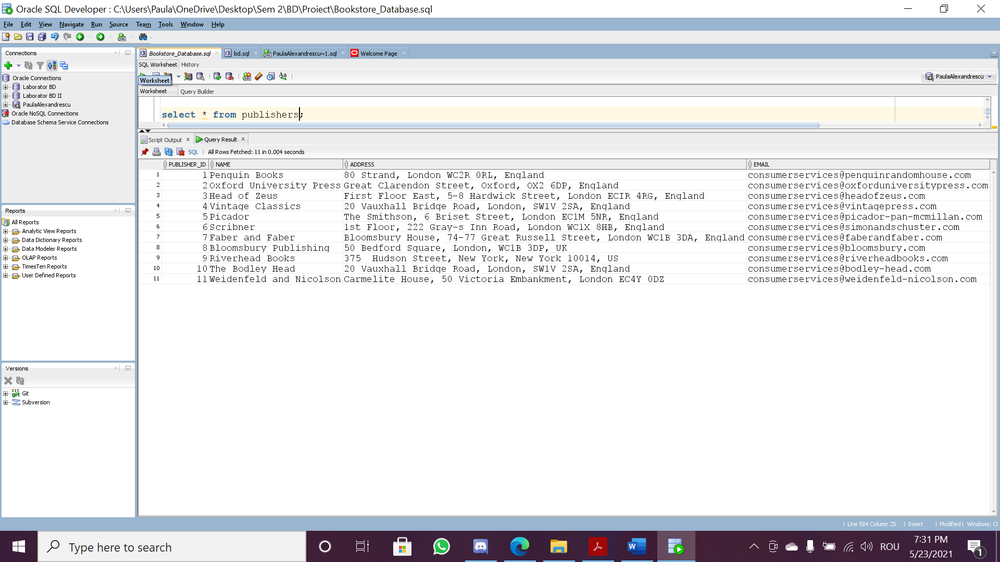 Oracle SQL Developer : C:\Users\Paula\OneDrive\Desktop\Sem 2\BD\Proiect\Bookstore_Database.sql
File Edit View Navigate Run Source Team Tools Window Help
Connections
Oracle Connections
Laborator BD
Laborator BD II
PaulaAlexandrescu
Oracle NoSQL Connections
Database Schema Service Connections
Reports
All Reports
Analytic View Reports
Data Dictionary Reports
Data Modeler Reports
OLAP Reports
TimesTen Reports
User Defined Reports
Versions
Git
Subversion
Bookstore_Database.sql bd.sql PaulaAlexandrescu~1.sql Welcome Page
SQL Worksheet History
PaulaAlexandrescu
Worksheet
Worksheet Query Builder
select * from publishers;
Script Output Query Result
SQL All Rows Fetched: 11 in 0.004 seconds
PUBLISHER_ID NAME ADDRESS EMAIL
1 1 Penguin Books 80 Strand, London WC2R 0RL, England consumerservices@penguinrandomhouse.com
2 2 Oxford University Press Great Clarendon Street, Oxford, OX2 6DP, England consumerservices@oxforduniversitypress.com
3 3 Head of Zeus First Floor East, 5-8 Hardwick Street, London ECIR 4RG, England consumerservices@headofzeus.com
4 4 Vintage Classics 20 Vauxhall Bridge Road, London, SW1V 2SA, England consumerservices@vintagepress.com
5 5 Picador The Smithson, 6 Briset Street, London EC1M 5NR, England consumerservices@picador-pan-mcmillan.com
6 6 Scribner 1st Floor, 222 Gray-s Inn Road, London WC1X 8HB, England consumerservices@simonandschuster.com
7 7 Faber and Faber Bloomsbury House, 74-77 Great Russell Street, London WC1B 3DA, England consumerservices@faberandfaber.com
8 8 Bloomsbury Publishing 50 Bedford Square, London, WC1B 3DP, UK consumerservices@bloomsbury.com
9 9 Riverhead Books 375  Hudson Street, New York, New York 10014, US consumerservices@riverheadbooks.com
10 10 The Bodley Head 20 Vauxhall Bridge Road, London, SW1V 2SA, England consumerservices@bodley-head.com
11 11 Weidenfeld and Nicolson Carmelite House, 50 Victoria Embankment, London EC4Y 0DZ consumerservices@weidenfeld-nicolson.com
Line 584 Column 25 | Insert | Modified | Windows: C
Type here to search
ROU
7:31 PM
5/23/2021
1